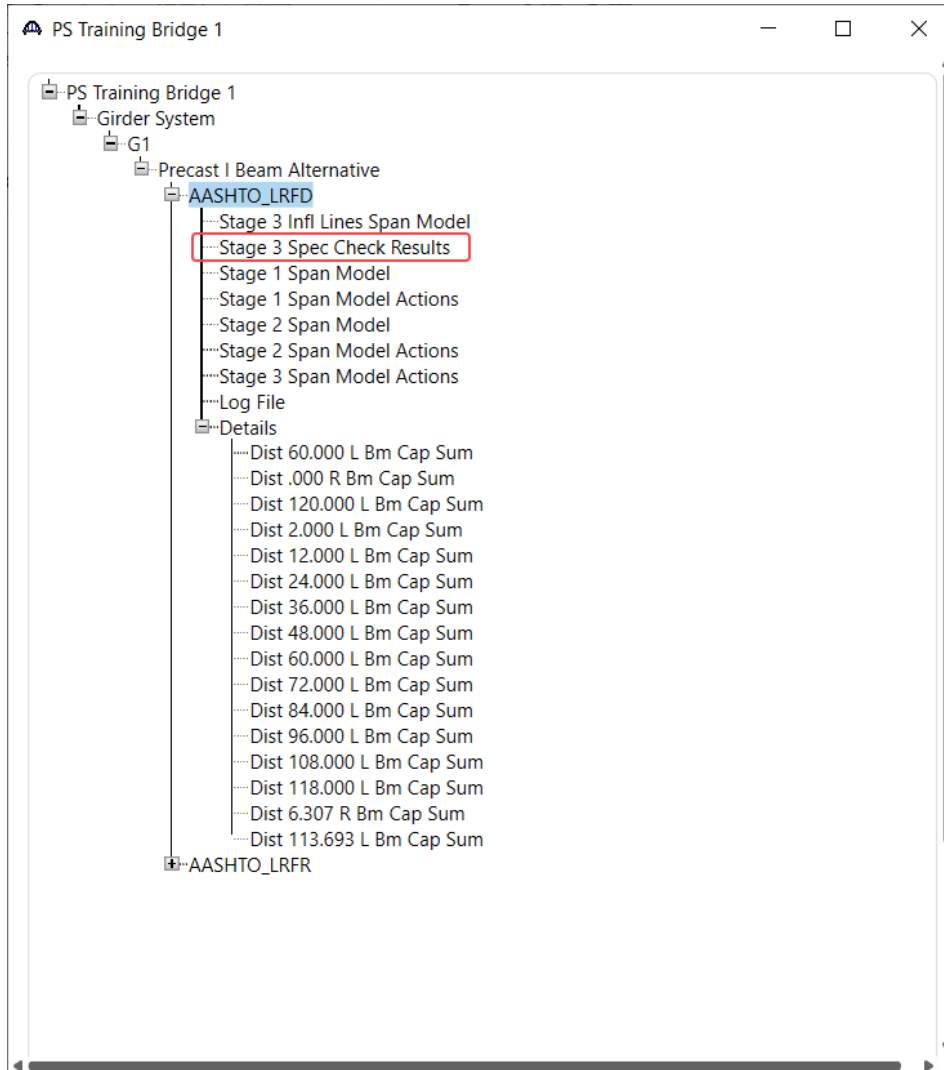 PS Training Bridge 1
PS Training Bridge 1
Girder System
G1
Precast I Beam Alternative
AASHTO_LRFD
Stage 3 Infl Lines Span Model
Stage 3 Spec Check Results
Stage 1 Span Model
Stage 1 Span Model Actions
Stage 2 Span Model
Stage 2 Span Model Actions
Stage 3 Span Model Actions
Log File
Details
Dist 60.000 L Bm Cap Sum
Dist .000 R Bm Cap Sum
Dist 120.000 L Bm Cap Sum
Dist 2.000 L Bm Cap Sum
Dist 12.000 L Bm Cap Sum
Dist 24.000 L Bm Cap Sum
Dist 36.000 L Bm Cap Sum
Dist 48.000 L Bm Cap Sum
Dist 60.000 L Bm Cap Sum
Dist 72.000 L Bm Cap Sum
Dist 84.000 L Bm Cap Sum
Dist 96.000 L Bm Cap Sum
Dist 108.000 L Bm Cap Sum
Dist 118.000 L Bm Cap Sum
Dist 6.307 R Bm Cap Sum
Dist 113.693 L Bm Cap Sum
AASHTO_LRFR